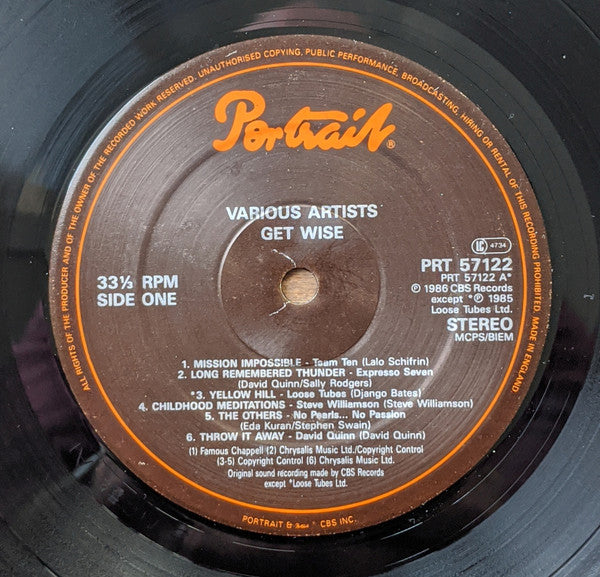 ALL RIGHTS OF THE PRODUCER AND OF THE OWNER OF THE RECORDED WORK RESERVED. UNAUTHORISED COPYING, PUBLIC PERFORMANCE, BROADCASTING, HIRING OR RENTAL OF THIS RECORDING PROHIBITED. MADE IN ENGLAND.
Portrait®
VARIOUS ARTISTS
GET WISE
33⅓ RPM
SIDE ONE
LC 4734
PRT 57122
PRT 57122 A*
℗ 1986 CBS Records
except *℗ 1985
Loose Tubes Ltd.
STEREO
MCPS/BIEM
1. MISSION IMPOSSIBLE - Team Ten (Lalo Schifrin)
2. LONG REMEMBERED THUNDER - Expresso Seven
(David Quinn/Sally Rodgers)
*3. YELLOW HILL - Loose Tubes (Django Bates)
4. CHILDHOOD MEDITATIONS - Steve Williamson (Steve Williamson)
5. THE OTHERS - No Pearls... No Passion
(Eda Kuran/Stephen Swain)
6. THROW IT AWAY - David Quinn (David Quinn)
(1) Famous Chappell (2) Chrysalis Music Ltd./Copyright Control
(3-5) Copyright Control (6) Chrysalis Music Ltd.
Original sound recording made by CBS Records
except *Loose Tubes Ltd.
PORTRAIT & CBS INC.